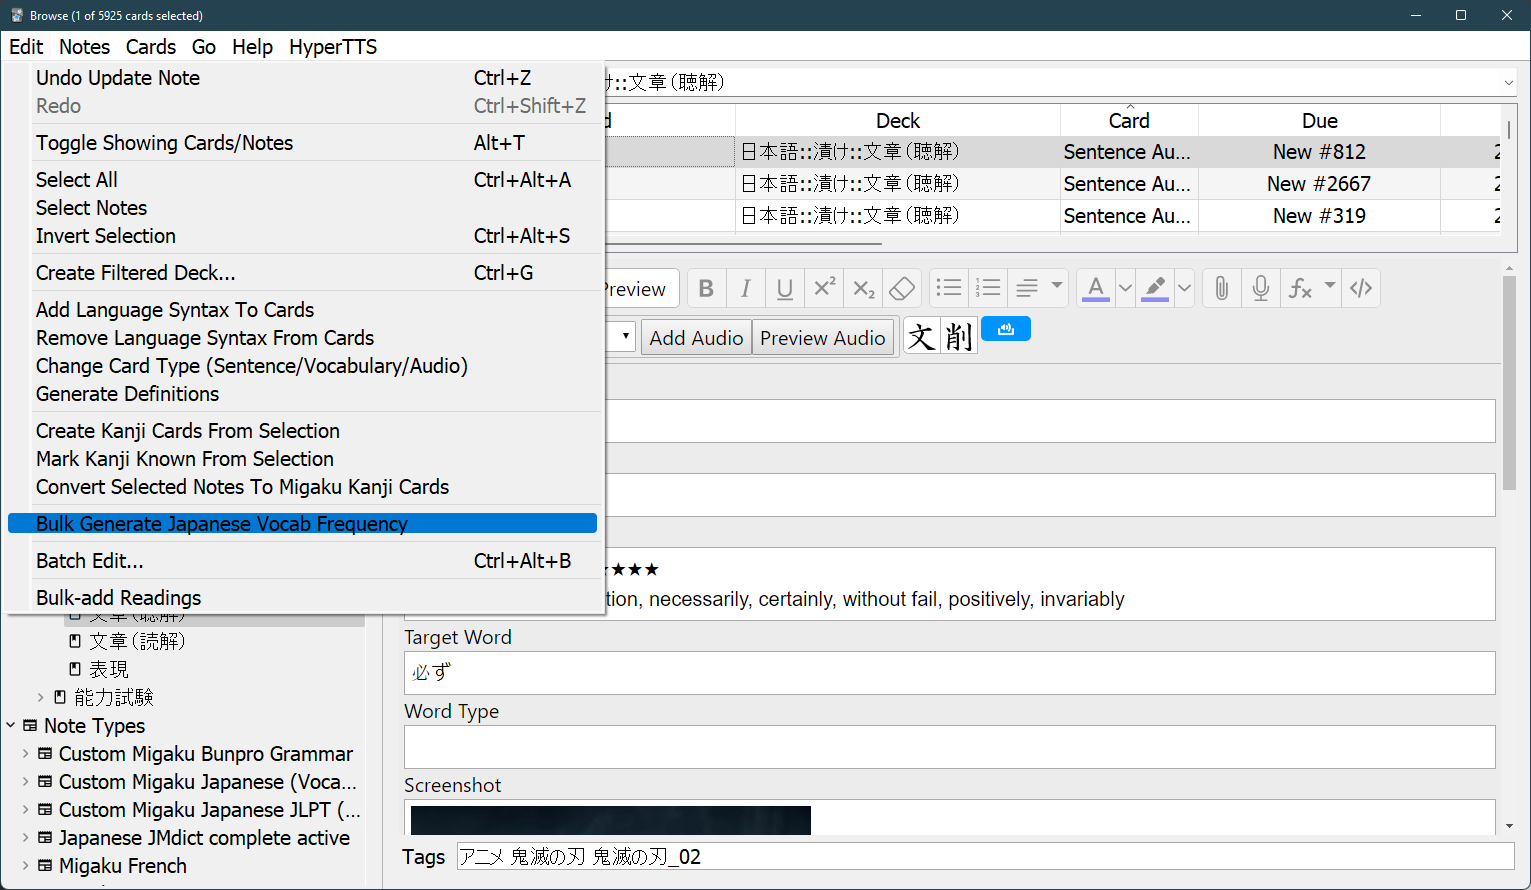 Browse (1 of 5925 cards selected)
Edit Notes Cards Go Help HyperTTS
Undo Update Note Ctrl+Z
Redo Ctrl+Shift+Z
Toggle Showing Cards/Notes Alt+T
Select All Ctrl+Alt+A
Select Notes
Invert Selection Ctrl+Alt+S
Create Filtered Deck... Ctrl+G
Add Language Syntax To Cards
Remove Language Syntax From Cards
Change Card Type (Sentence/Vocabulary/Audio)
Generate Definitions
Create Kanji Cards From Selection
Mark Kanji Known From Selection
Convert Selected Notes To Migaku Kanji Cards
Bulk Generate Japanese Vocab Frequency
Batch Edit... Ctrl+Alt+B
Bulk-add Readings
::文章(聴解)
Deck Card Due
日本語::漬け::文章(聴解) Sentence Au... New #812
日本語::漬け::文章(聴解) Sentence Au... New #2667
日本語::漬け::文章(聴解) Sentence Au... New #319
Preview B I U x² x₂ A fx </>
Add Audio Preview Audio 文 削
★★★
tion, necessarily, certainly, without fail, positively, invariably
Target Word
必ず
Word Type
Screenshot
Tags アニメ 鬼滅の刃 鬼滅の刃_02
文章(聴解)
文章(読解)
表現
能力試験
Note Types
Custom Migaku Bunpro Grammar
Custom Migaku Japanese (Voca...
Custom Migaku Japanese JLPT (...
Japanese JMdict complete active
Migaku French